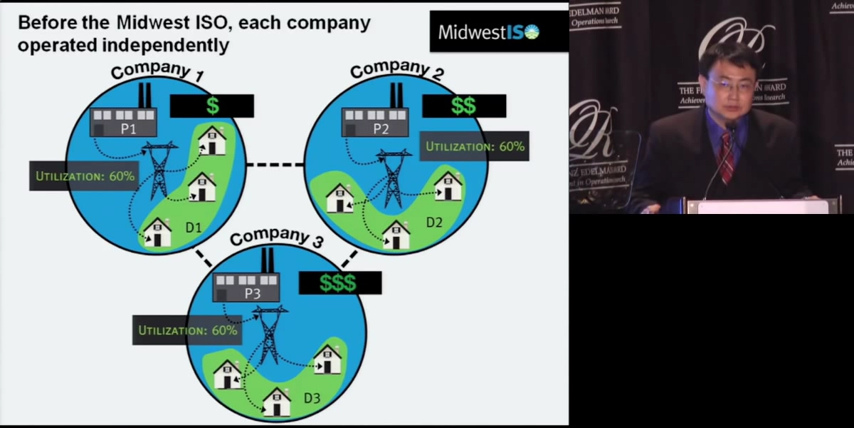 Before the Midwest ISO, each company
operated independently
MidwestISO
Company 1
$
P1
UTILIZATION: 60%
D1
Company 2
$$
P2
UTILIZATION: 60%
D2
Company 3
$$$
P3
UTILIZATION: 60%
D3